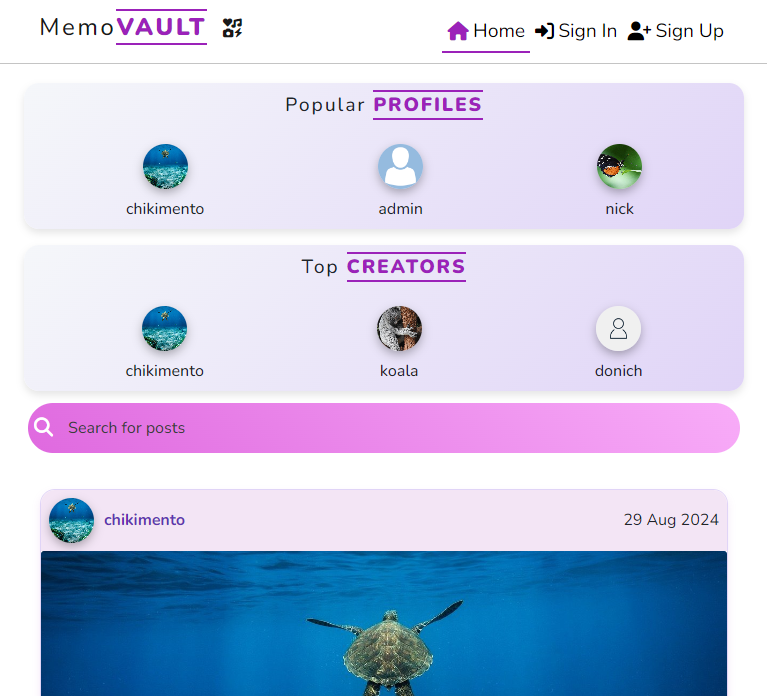 MemoVAULT Home Sign In Sign Up
Popular PROFILES
chikimento admin nick
Top CREATORS
chikimento koala donich
Search for posts
chikimento 29 Aug 2024